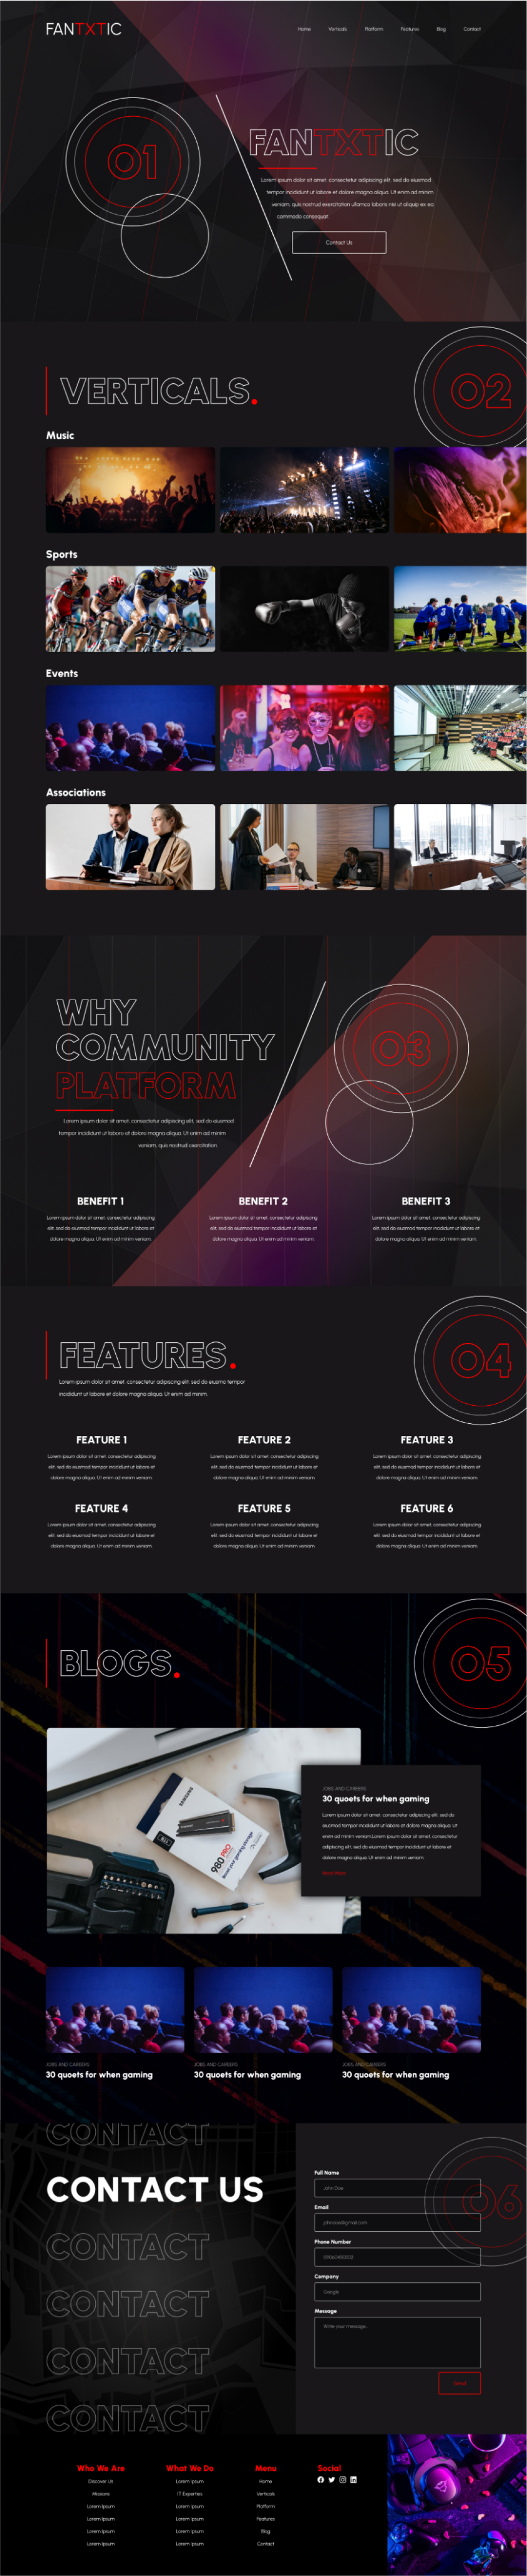 FANTXTIC
Home Verticals Platform Features Blog Contact
01
FANTXTIC
Lorem ipsum dolor sit amet, consectetur adipiscing elit, sed do eiusmod
tempor incididunt ut labore et dolore magna aliqua. Ut enim ad minim
veniam, quis nostrud exercitation ullamco laboris nisi ut aliquip ex ea
commodo consequat
Contact Us
VERTICALS.
02
Music
Sports
Events
Associations
WHY
COMMUNITY
PLATFORM
03
Lorem ipsum dolor sit amet, consectetur adipiscing elit, sed do eiusmod
tempor incididunt ut labore et dolore magna aliqua. Ut enim ad minim
veniam, quis nostrud exercitation.
BENEFIT 1 BENEFIT 2 BENEFIT 3
Lorem ipsum dolor sit amet, consectetur adipiscing
elit, sed do eiusmod tempor incididunt ut labore et
dolore magna aliqua. Ut enim ad minim veniam.
Lorem ipsum dolor sit amet, consectetur adipiscing
elit, sed do eiusmod tempor incididunt ut labore et
dolore magna aliqua. Ut enim ad minim veniam.
Lorem ipsum dolor sit amet, consectetur adipiscing
elit, sed do eiusmod tempor incididunt ut labore et
dolore magna aliqua. Ut enim ad minim veniam.
FEATURES.
04
Lorem ipsum dolor sit amet, consectetur adipiscing elit, sed do eiusmo tempor
incididunt ut labore et dolore magna aliqua. Ut enim ad minim.
FEATURE 1 FEATURE 2 FEATURE 3
Lorem ipsum dolor sit amet, consectetur adipiscing
elit, sed do eiusmod tempor incididunt ut labore et
dolore magna aliqua. Ut enim ad minim veniam.
Lorem ipsum dolor sit amet, consectetur adipiscing
elit, sed do eiusmod tempor incididunt ut labore et
dolore magna aliqua. Ut enim ad minim veniam.
Lorem ipsum dolor sit amet, consectetur adipiscing
elit, sed do eiusmod tempor incididunt ut labore et
dolore magna aliqua. Ut enim ad minim veniam.
FEATURE 4 FEATURE 5 FEATURE 6
Lorem ipsum dolor sit amet, consectetur adipiscing
elit, sed do eiusmod tempor incididunt ut labore et
dolore magna aliqua. Ut enim ad minim veniam.
Lorem ipsum dolor sit amet, consectetur adipiscing
elit, sed do eiusmod tempor incididunt ut labore et
dolore magna aliqua. Ut enim ad minim veniam.
Lorem ipsum dolor sit amet, consectetur adipiscing
elit, sed do eiusmod tempor incididunt ut labore et
dolore magna aliqua. Ut enim ad minim veniam.
BLOGS.
05
SAMSUNG
980 PRO
JOBS AND CAREERS
30 quoets for when gaming
Lorem ipsum dolor sit amet, consectetur adipiscing elit, sed do
eiusmod tempor incididunt ut labore et dolore magna aliqua. Ut
enim ad minim veniam.Lorem ipsum dolor sit amet, consectetur
adipiscing elit, sed do eiusmod tempor incididunt ut labore et
dolore magna aliqua. Ut enim ad minim veniam.
Read more
JOBS AND CAREERS
30 quoets for when gaming
JOBS AND CAREERS
30 quoets for when gaming
JOBS AND CAREERS
30 quoets for when gaming
CONTACT
CONTACT US
CONTACT
CONTACT
CONTACT
CONTACT
06
Full Name
John Doe
Email
johndoe@gmail.com
Phone Number
Company
Google
Message
Write your message..
Send
Who We Are
Discover Us
Missions
Lorem Ipsum
Lorem Ipsum
Lorem Ipsum
Lorem Ipsum
What We Do
Lorem Ipsum
IT Experties
Lorem Ipsum
Lorem Ipsum
Lorem Ipsum
Lorem Ipsum
Menu
Home
Verticals
Platform
Features
Blog
Contact
Social